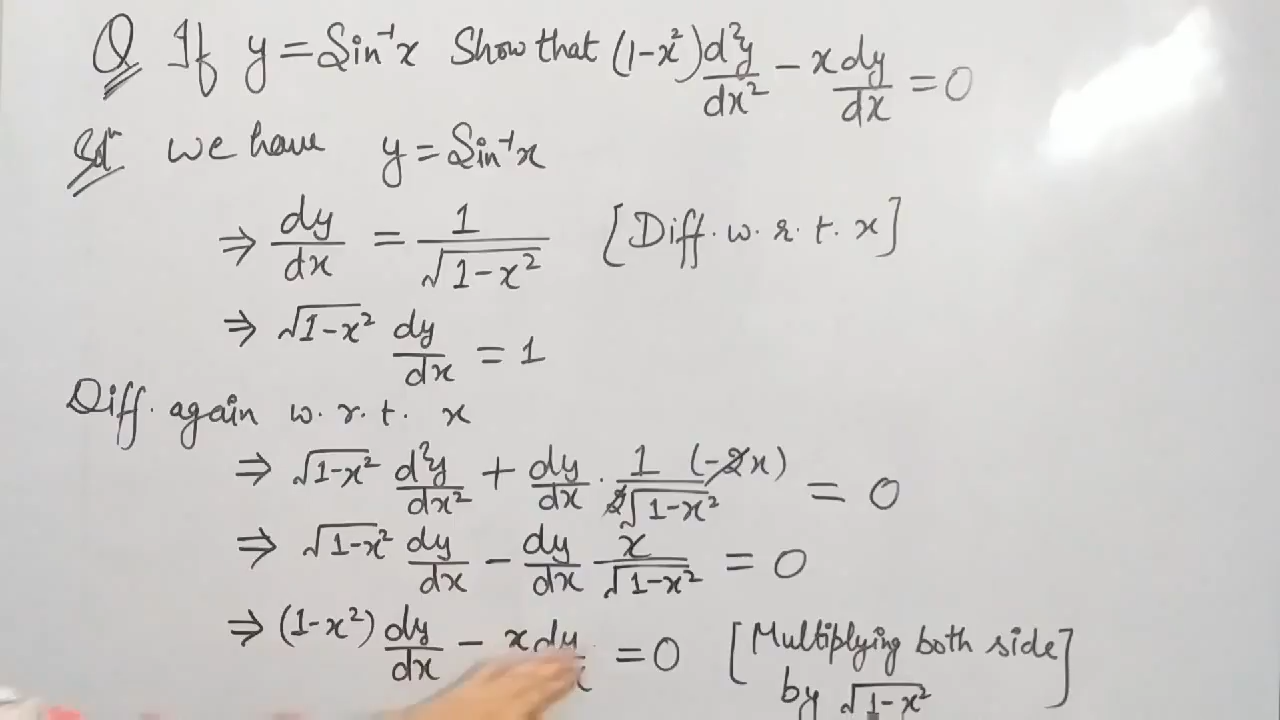 Q If y = Sin⁻¹x Show that (1-x²) d²y/dx² - x dy/dx = 0
Solⁿ We have y = Sin⁻¹x
⇒ dy/dx = 1/√(1-x²) [Diff. w. r. t. x]
⇒ √(1-x²) dy/dx = 1
Diff. again w. r. t. x
⇒ √(1-x²) d²y/dx² + dy/dx · 1/(2√(1-x²)) (-2x) = 0
⇒ √(1-x²) dy/dx - dy/dx x/√(1-x²) = 0
⇒ (1-x²) dy/dx - x dy/x = 0 [Multiplying both side
by √(1-x²)]